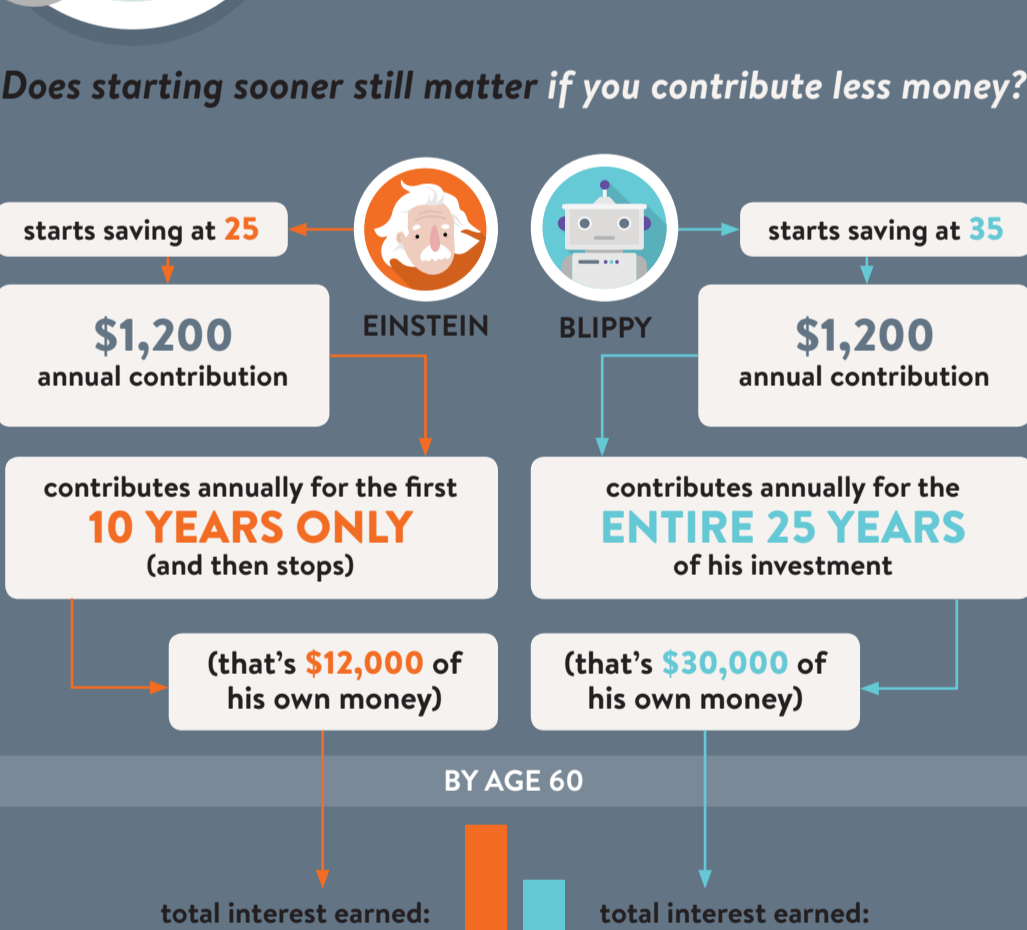 Does starting sooner still matter if you contribute less money?
starts saving at 25
starts saving at 35
EINSTEIN
BLIPPY
$1,200
annual contribution
$1,200
annual contribution
contributes annually for the first
10 YEARS ONLY
(and then stops)
contributes annually for the
ENTIRE 25 YEARS
of his investment
(that's $12,000 of
his own money)
(that's $30,000 of
his own money)
BY AGE 60
total interest earned:
total interest earned: